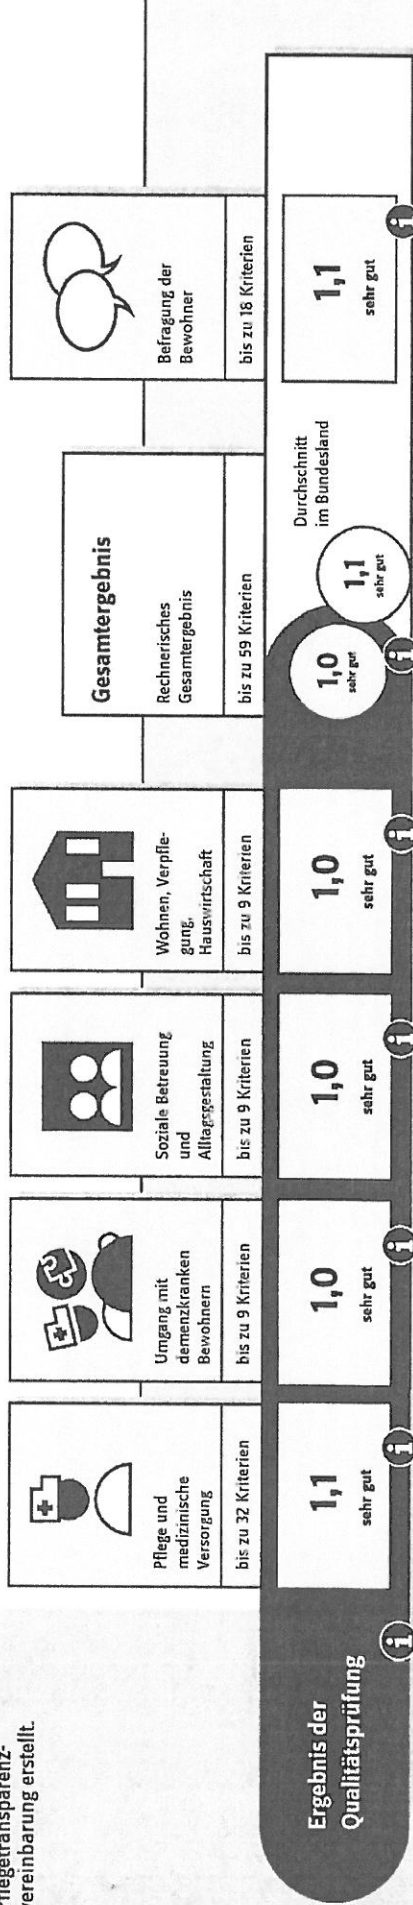 Pflegetransparenz-
vereinbarung erstellt.
Pflege und
medizinische
Versorgung
bis zu 32 Kriterien
Umgang mit
demenzkranken
Bewohnern
bis zu 9 Kriterien
Soziale Betreuung
und
Alltagsgestaltung
bis zu 9 Kriterien
Wohnen, Verpfle-
gung,
Hauswirtschaft
bis zu 9 Kriterien
Gesamtergebnis
Rechnerisches
Gesamtergebnis
bis zu 59 Kriterien
Befragung der
Bewohner
bis zu 18 Kriterien
Ergebnis der
Qualitätsprüfung
1,1
sehr gut
1,0
sehr gut
1,0
sehr gut
1,0
sehr gut
1,0
sehr gut
1,1
sehr gut
Durchschnitt
im Bundesland
1,1
sehr gut